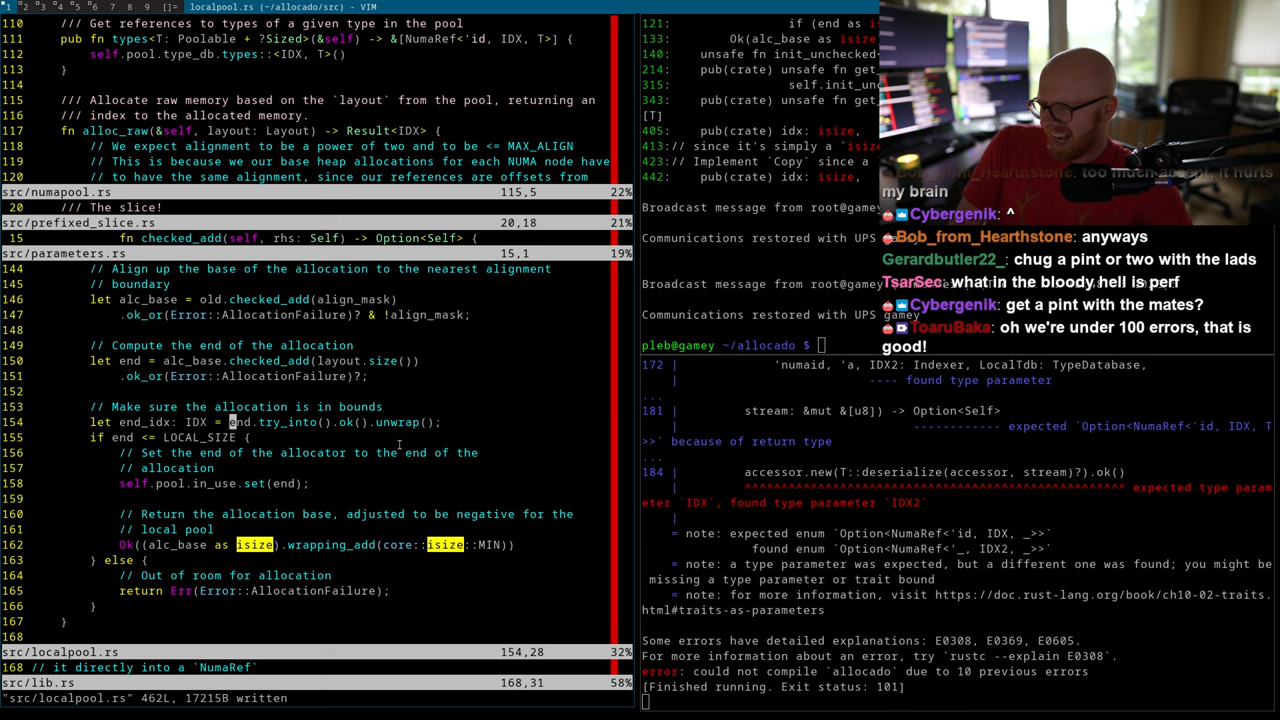 1 2 3 4 5 6 7 8 9 []= localpool.rs (~/allocado/src) - VIM
110     /// Get references to types of a given type in the pool
111     pub fn types<T: Poolable + ?Sized>(&self) -> &[NumaRef<'id, IDX, T>] {
112         self.pool.type_db.types::<IDX, T>()
113     }
114
115     /// Allocate raw memory based on the `layout` from the pool, returning an
116     /// index to the allocated memory.
117     fn alloc_raw(&self, layout: Layout) -> Result<IDX> {
118         // We expect alignment to be a power of two and to be <= MAX_ALIGN
119         // This is because we our base heap allocations for each NUMA node have
120         // to have the same alignment, since our references are offsets from
src/numapool.rs 115,5 22%
20     /// The slice!
src/prefixed_slice.rs 20,18 21%
15             fn checked_add(self, rhs: Self) -> Option<Self> {
src/parameters.rs 15,1 19%
144         // Align up the base of the allocation to the nearest alignment
145         // boundary
146         let alc_base = old.checked_add(align_mask)
147             .ok_or(Error::AllocationFailure)? & !align_mask;
148
149         // Compute the end of the allocation
150         let end = alc_base.checked_add(layout.size())
151             .ok_or(Error::AllocationFailure)?;
152
153         // Make sure the allocation is in bounds
154         let end_idx: IDX = end.try_into().ok().unwrap();
155         if end <= LOCAL_SIZE {
156             // Set the end of the allocator to the end of the
157             // allocation
158             self.pool.in_use.set(end);
159
160             // Return the allocation base, adjusted to be negative for the
161             // local pool
162             Ok((alc_base as isize).wrapping_add(core::isize::MIN))
163         } else {
164             // Out of room for allocation
165             return Err(Error::AllocationFailure);
166         }
167     }
168
src/localpool.rs 154,28 32%
168 // it directly into a `NumaRef`
src/lib.rs 168,31 58%
"src/localpool.rs" 462L, 17215B written
121:            if (end as is
133:        Ok(alc_base as isize
140:    unsafe fn init_unchecked<
214:    pub(crate) unsafe fn get_
315:            self.init_unc
343:    pub(crate) unsafe fn get_
[T]
405:    pub(crate) idx: isize,
413:// since it's simply a `isize
423:// Implement `Copy` since a
442:    pub(crate) idx: isize,
Broadcast message from root@gamey
Communications restored with UPS
Broadcast message from root@gamey
Communications restored with UPS gamey
pleb@gamey ~/allocado $
Bob_from_Hearthstone: too much accent, it hurts
my brain
Cybergenik: ^
Bob_from_Hearthstone: anyways
Gerardbutler22_: chug a pint or two with the lads
TsarSec: what in the bloody hell is perf
Cybergenik: get a pint with the mates?
ToaruBaka: oh we're under 100 errors, that is
good!
172 |             'numaid, 'a, IDX2: Indexer, LocalTdb: TypeDatabase,
|                          ---- found type parameter
...
181 |         stream: &mut &[u8]) -> Option<Self>
|                                ------------ expected `Option<NumaRef<'id, IDX, T
>>` because of return type
...
184 |         accessor.new(T::deserialize(accessor, stream)?).ok()
|         ^^^^^^^^^^^^^^^^^^^^^^^^^^^^^^^^^^^^^^^^^^^^^^^^^^^^ expected type param
eter `IDX`, found type parameter `IDX2`
|
= note: expected enum `Option<NumaRef<'id, IDX, _>>`
found enum `Option<NumaRef<'_, IDX2, _>>`
= note: a type parameter was expected, but a different one was found; you might be
missing a type parameter or trait bound
= note: for more information, visit https://doc.rust-lang.org/book/ch10-02-traits.
html#traits-as-parameters
Some errors have detailed explanations: E0308, E0369, E0605.
For more information about an error, try `rustc --explain E0308`.
error: could not compile `allocado` due to 10 previous errors
[Finished running. Exit status: 101]